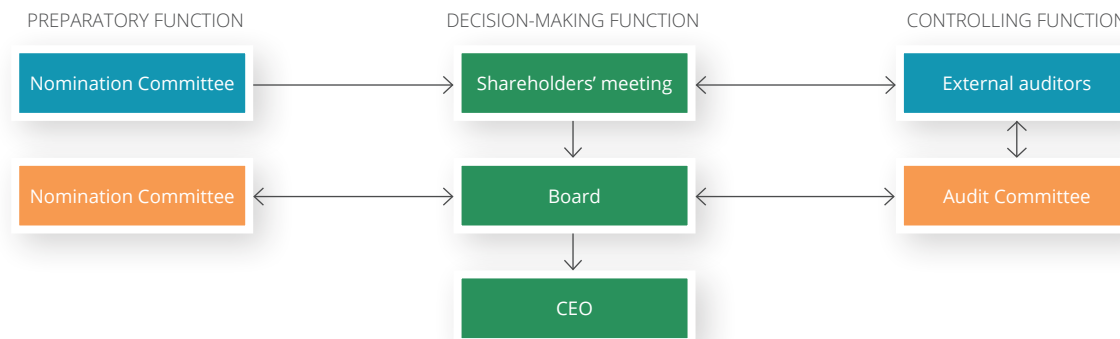 PREPARATORY FUNCTION
DECISION-MAKING FUNCTION
CONTROLLING FUNCTION
Nomination Committee
Shareholders’ meeting
External auditors
Nomination Committee
Board
Audit Committee
CEO